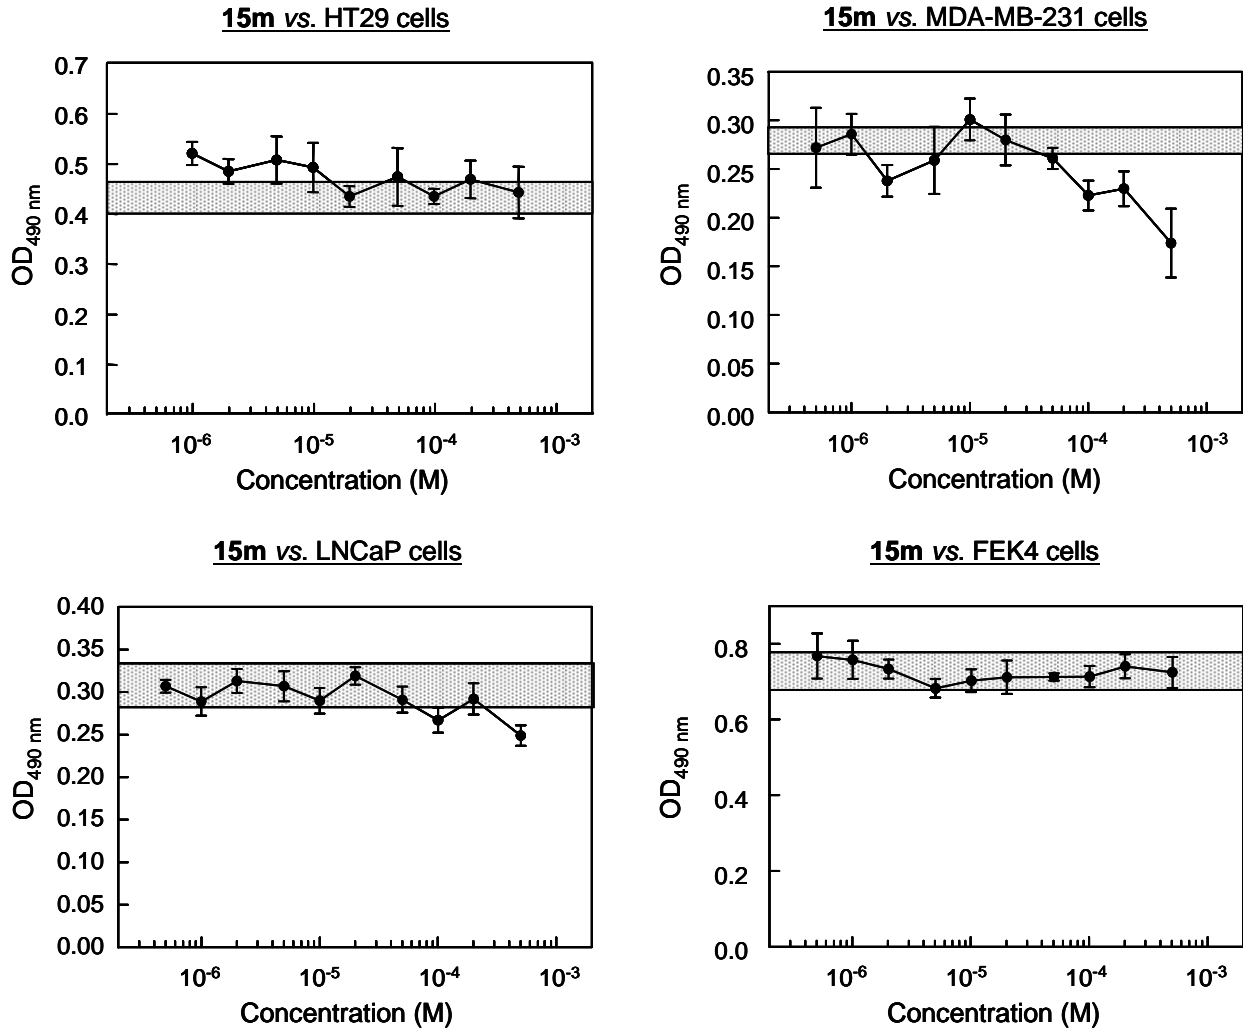 15m vs. HT29 cells
0.7
0.6
0.5
0.4
0.3
0.2
0.1
0.0
OD490 nm
10-6 10-5 10-4 10-3
Concentration (M)
15m vs. MDA-MB-231 cells
0.35
0.30
0.25
0.20
0.15
0.10
0.05
0.00
OD490 nm
10-6 10-5 10-4 10-3
Concentration (M)
15m vs. LNCaP cells
0.40
0.35
0.30
0.25
0.20
0.15
0.10
0.05
0.00
OD490 nm
10-6 10-5 10-4 10-3
Concentration (M)
15m vs. FEK4 cells
0.8
0.6
0.4
0.2
0.0
OD490 nm
10-6 10-5 10-4 10-3
Concentration (M)